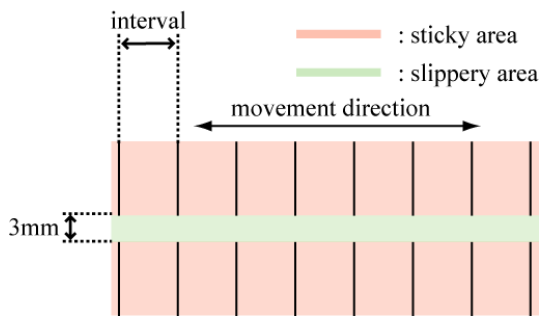 interval
: sticky area
: slippery area
movement direction
3mm